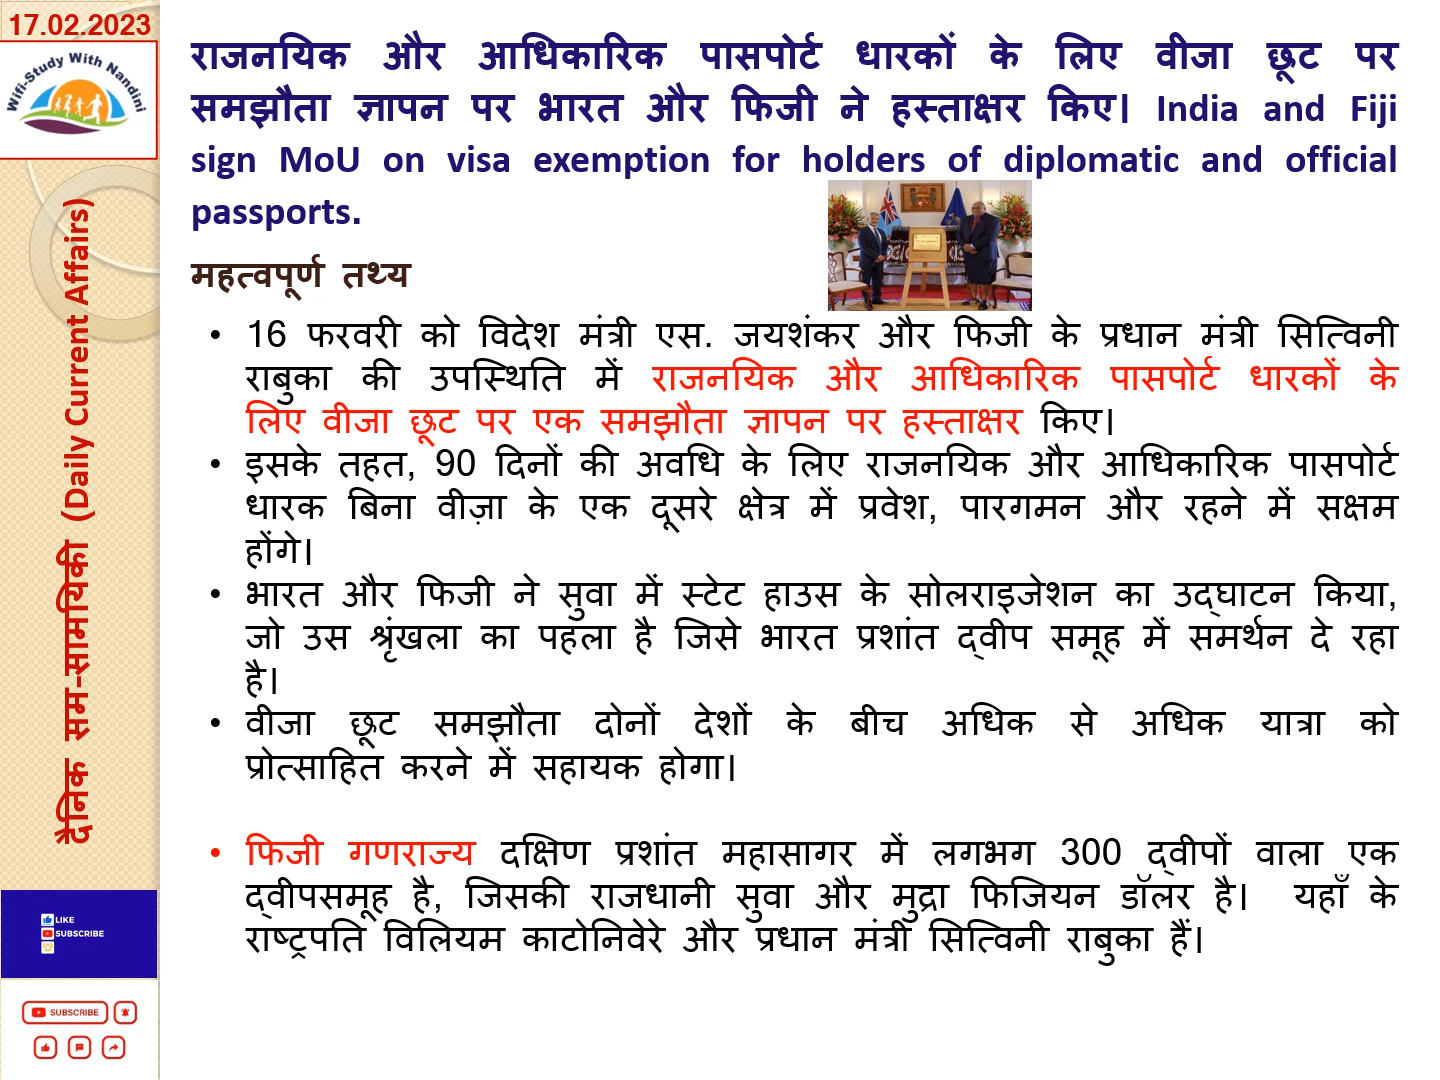 17.02.2023
Wifi-Study With Nandini
दैनिक सम-सामयिकी (Daily Current Affairs)
LIKE
SUBSCRIBE
SUBSCRIBE
राजनयिक और आधिकारिक पासपोर्ट धारकों के लिए वीजा छूट पर
समझौता ज्ञापन पर भारत और फिजी ने हस्ताक्षर किए। India and Fiji
sign MoU on visa exemption for holders of diplomatic and official
passports.
महत्वपूर्ण तथ्य
• 16 फरवरी को विदेश मंत्री एस. जयशंकर और फिजी के प्रधान मंत्री सित्विनी
राबुका की उपस्थिति में राजनयिक और आधिकारिक पासपोर्ट धारकों के
लिए वीजा छूट पर एक समझौता ज्ञापन पर हस्ताक्षर किए।
• इसके तहत, 90 दिनों की अवधि के लिए राजनयिक और आधिकारिक पासपोर्ट
धारक बिना वीज़ा के एक दूसरे क्षेत्र में प्रवेश, पारगमन और रहने में सक्षम
होंगे।
• भारत और फिजी ने सुवा में स्टेट हाउस के सोलराइजेशन का उद्घाटन किया,
जो उस श्रृंखला का पहला है जिसे भारत प्रशांत द्वीप समूह में समर्थन दे रहा
है।
• वीजा छूट समझौता दोनों देशों के बीच अधिक से अधिक यात्रा को
प्रोत्साहित करने में सहायक होगा।
• फिजी गणराज्य दक्षिण प्रशांत महासागर में लगभग 300 द्वीपों वाला एक
द्वीपसमूह है, जिसकी राजधानी सुवा और मुद्रा फिजियन डॉलर है। यहाँ के
राष्ट्रपति विलियम काटोनिवेरे और प्रधान मंत्री सित्विनी राबुका हैं।